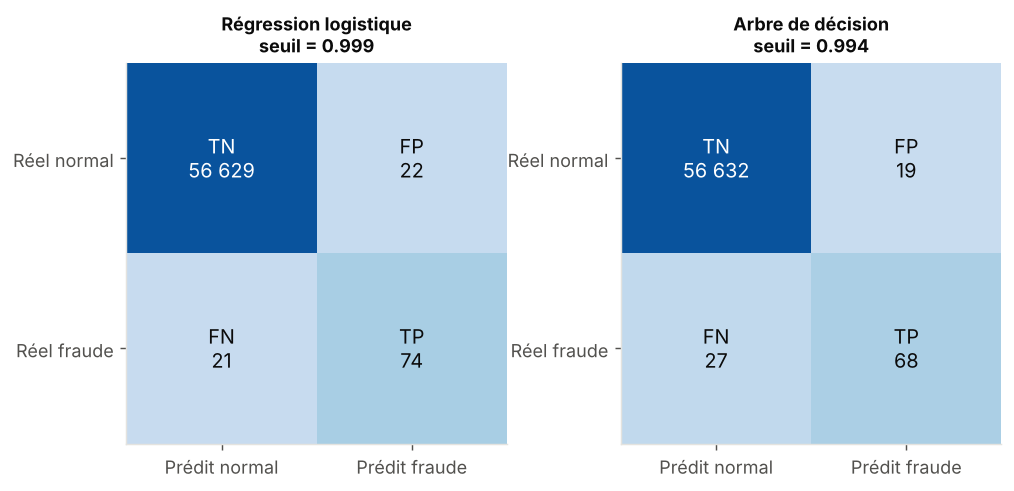 Régression logistique
seuil = 0.999
Réel normal
TN
56 629
FP
22
Réel fraude
FN
21
TP
74
Prédit normal
Prédit fraude
Arbre de décision
seuil = 0.994
Réel normal
TN
56 632
FP
19
Réel fraude
FN
27
TP
68
Prédit normal
Prédit fraude